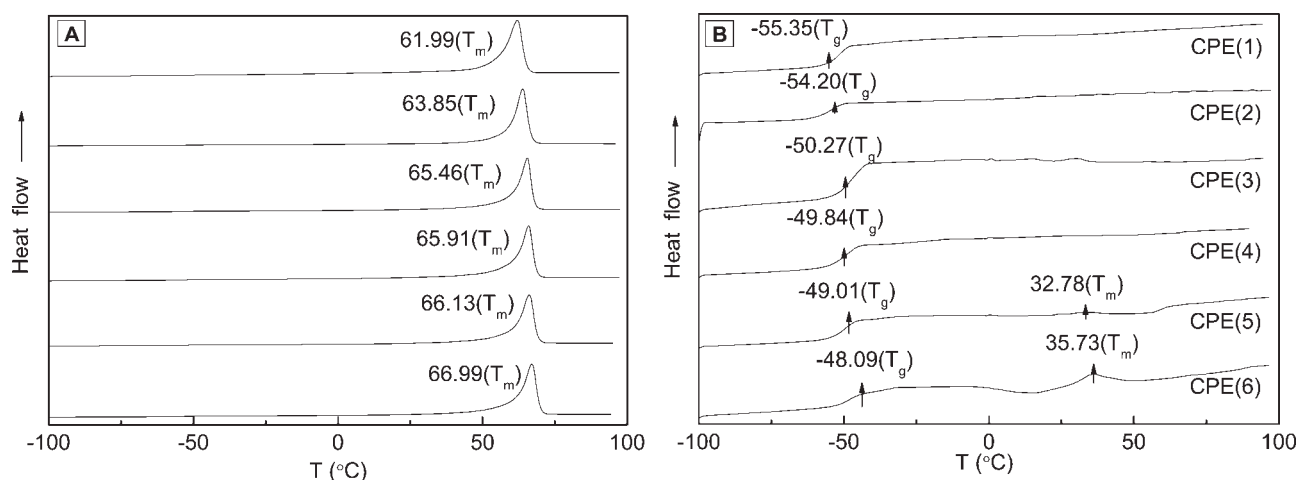 A
61.99(Tm)
63.85(Tm)
65.46(Tm)
65.91(Tm)
66.13(Tm)
66.99(Tm)
Heat flow
-100 -50 0 50 100
T (°C)
B
-55.35(Tg)
CPE(1)
-54.20(Tg)
CPE(2)
-50.27(Tg)
CPE(3)
-49.84(Tg)
CPE(4)
-49.01(Tg)
32.78(Tm)
CPE(5)
-48.09(Tg)
35.73(Tm)
CPE(6)
Heat flow
-100 -50 0 50 100
T (°C)